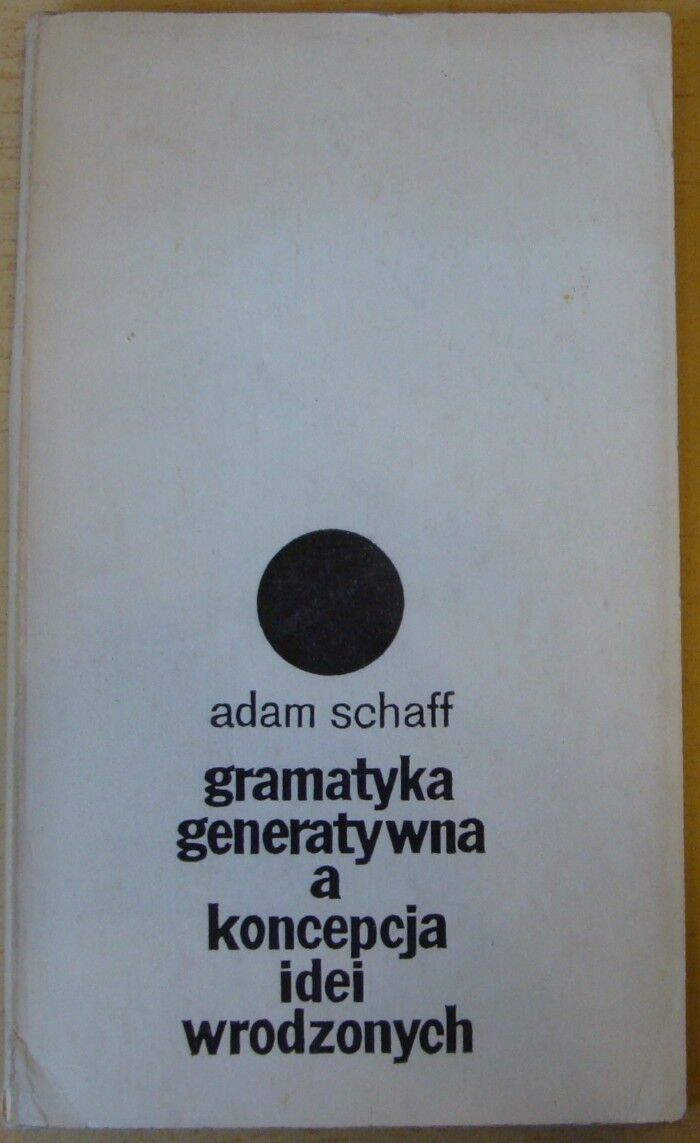 adam schaff
gramatyka
generatywna
a
koncepcja
idei
wrodzonych